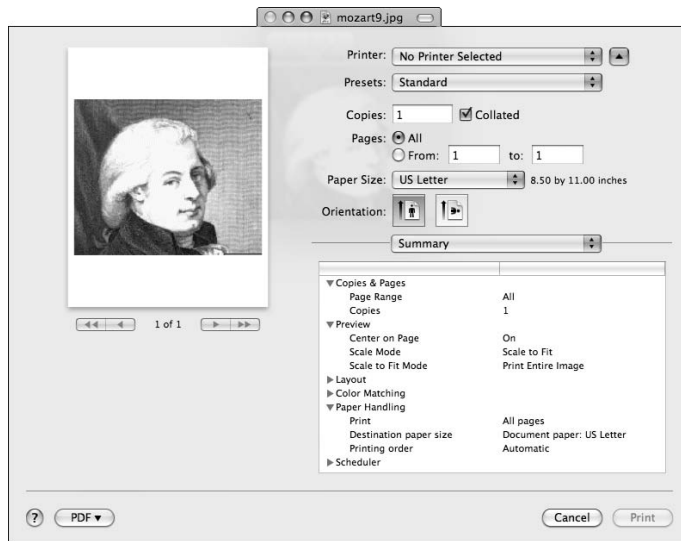 mozart9.jpg
Printer: No Printer Selected
Presets: Standard
Copies: 1 Collated
Pages: All
From: 1 to: 1
Paper Size: US Letter 8.50 by 11.00 inches
Orientation:
Summary
Copies & Pages
Page Range All
Copies 1
Preview
Center on Page On
Scale Mode Scale to Fit
Scale to Fit Mode Print Entire Image
Layout
Color Matching
Paper Handling
Print All pages
Destination paper size Document paper: US Letter
Printing order Automatic
Scheduler
1 of 1
? PDF▾ Cancel Print